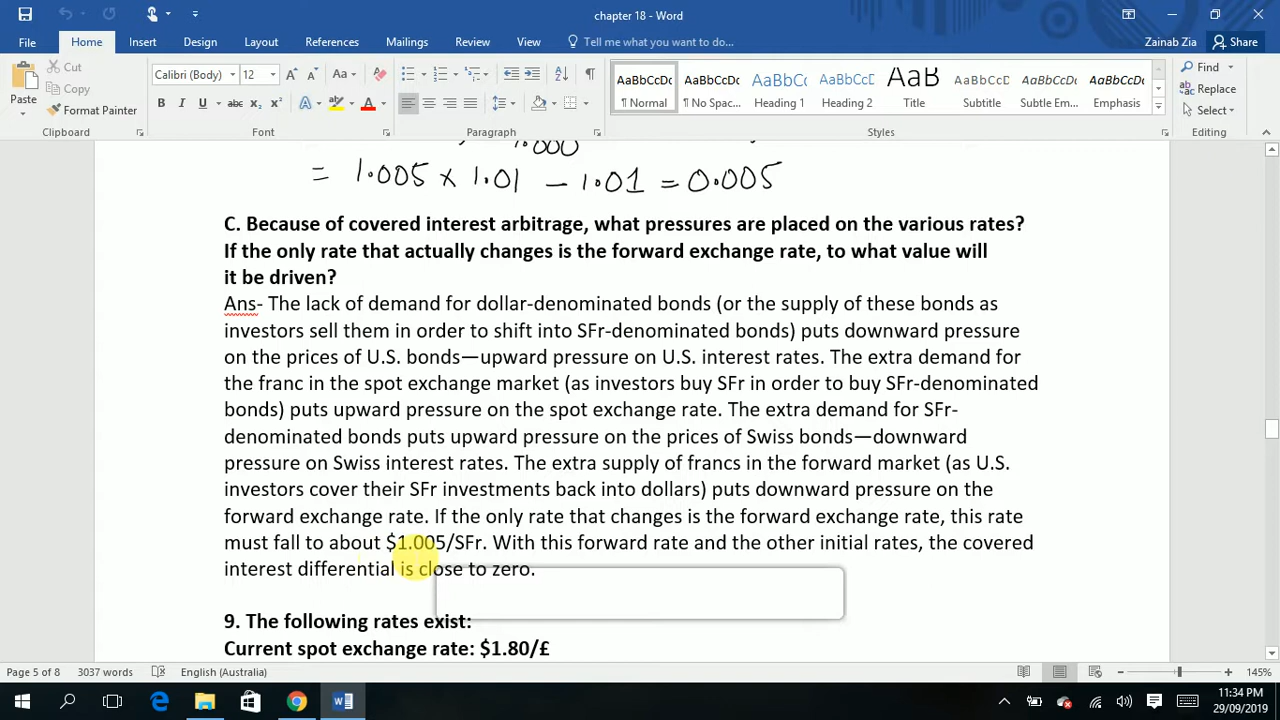 chapter 18 - Word
Zainab Zia
Share
File
Home
Insert
Design
Layout
References
Mailings
Review
View
Tell me what you want to do...
Cut
Copy
Format Painter
Paste
Clipboard
Calibri (Body)
12
Font
Paragraph
AaBbCcDc
¶ Normal
AaBbCcDc
¶ No Spac...
AaBbCc
Heading 1
AaBbCcD
Heading 2
AaB
Title
AaBbCcD
Subtitle
AaBbCcDc
Subtle Em...
AaBbCcDc
Emphasis
Styles
Find
Replace
Select
Editing
1.000
= 1.005 × 1.01 - 1.01 = 0.005
C. Because of covered interest arbitrage, what pressures are placed on the various rates?
If the only rate that actually changes is the forward exchange rate, to what value will
it be driven?
Ans- The lack of demand for dollar-denominated bonds (or the supply of these bonds as
investors sell them in order to shift into SFr-denominated bonds) puts downward pressure
on the prices of U.S. bonds—upward pressure on U.S. interest rates. The extra demand for
the franc in the spot exchange market (as investors buy SFr in order to buy SFr-denominated
bonds) puts upward pressure on the spot exchange rate. The extra demand for SFr-
denominated bonds puts upward pressure on the prices of Swiss bonds—downward
pressure on Swiss interest rates. The extra supply of francs in the forward market (as U.S.
investors cover their SFr investments back into dollars) puts downward pressure on the
forward exchange rate. If the only rate that changes is the forward exchange rate, this rate
must fall to about $1.005/SFr. With this forward rate and the other initial rates, the covered
interest differential is close to zero.
9. The following rates exist:
Current spot exchange rate: $1.80/£
Page 5 of 8
3037 words
English (Australia)
145%
11:34 PM
29/09/2019